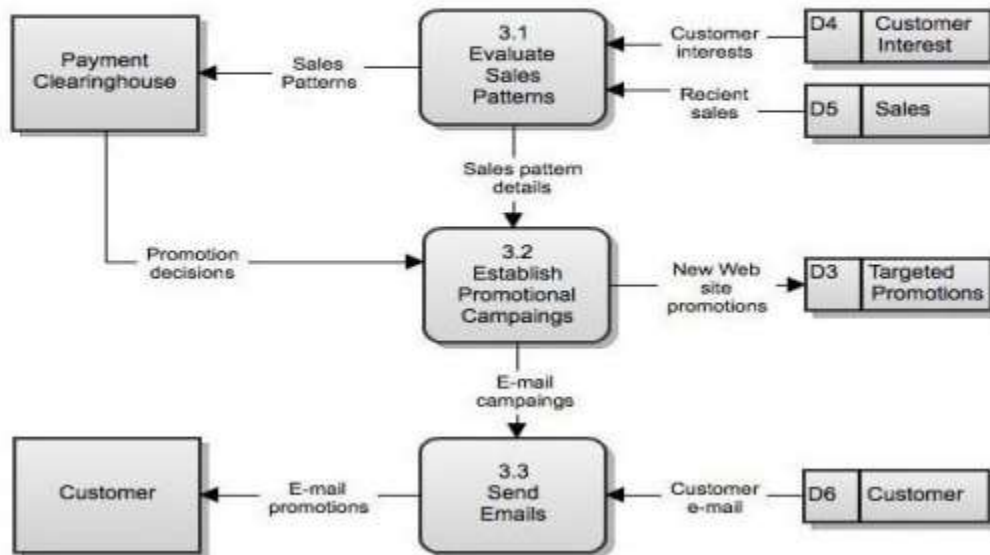 Payment
Clearinghouse
Sales
Patterns
3.1
Evaluate
Sales
Patterns
Customer
interests
D4
Customer
Interest
Recient
sales
D5
Sales
Sales pattern
details
Promotion
decisions
3.2
Establish
Promotional
Campaings
New Web
site
promotions
D3
Targeted
Promotions
E-mail
campaings
Customer
E-mail
promotions
3.3
Send
Emails
Customer
e-mail
D6
Customer